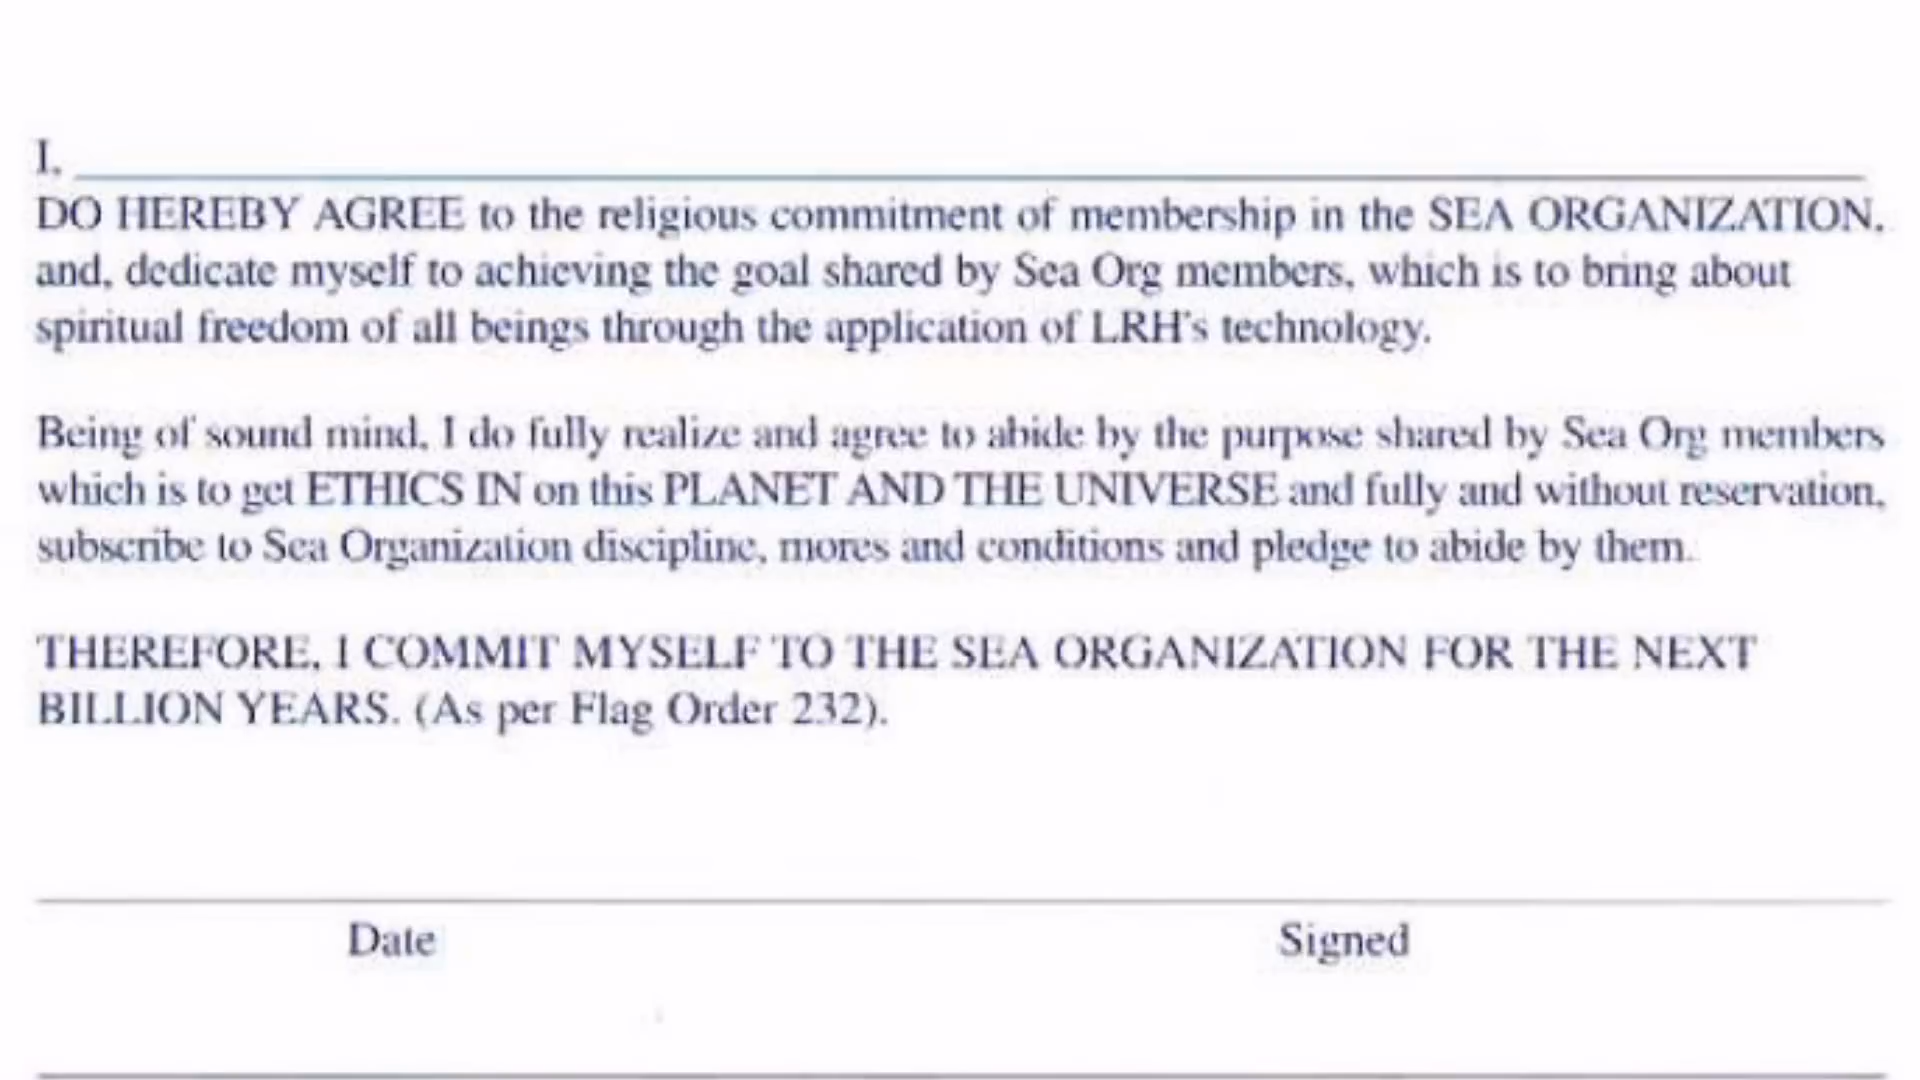 I,
DO HEREBY AGREE to the religious commitment of membership in the SEA ORGANIZATION,
and, dedicate myself to achieving the goal shared by Sea Org members, which is to bring about
spiritual freedom of all beings through the application of LRH's technology.
Being of sound mind, I do fully realize and agree to abide by the purpose shared by Sea Org members
which is to get ETHICS IN on this PLANET AND THE UNIVERSE and fully and without reservation,
subscribe to Sea Organization discipline, mores and conditions and pledge to abide by them.
THEREFORE, I COMMIT MYSELF TO THE SEA ORGANIZATION FOR THE NEXT
BILLION YEARS. (As per Flag Order 232).
Date Signed